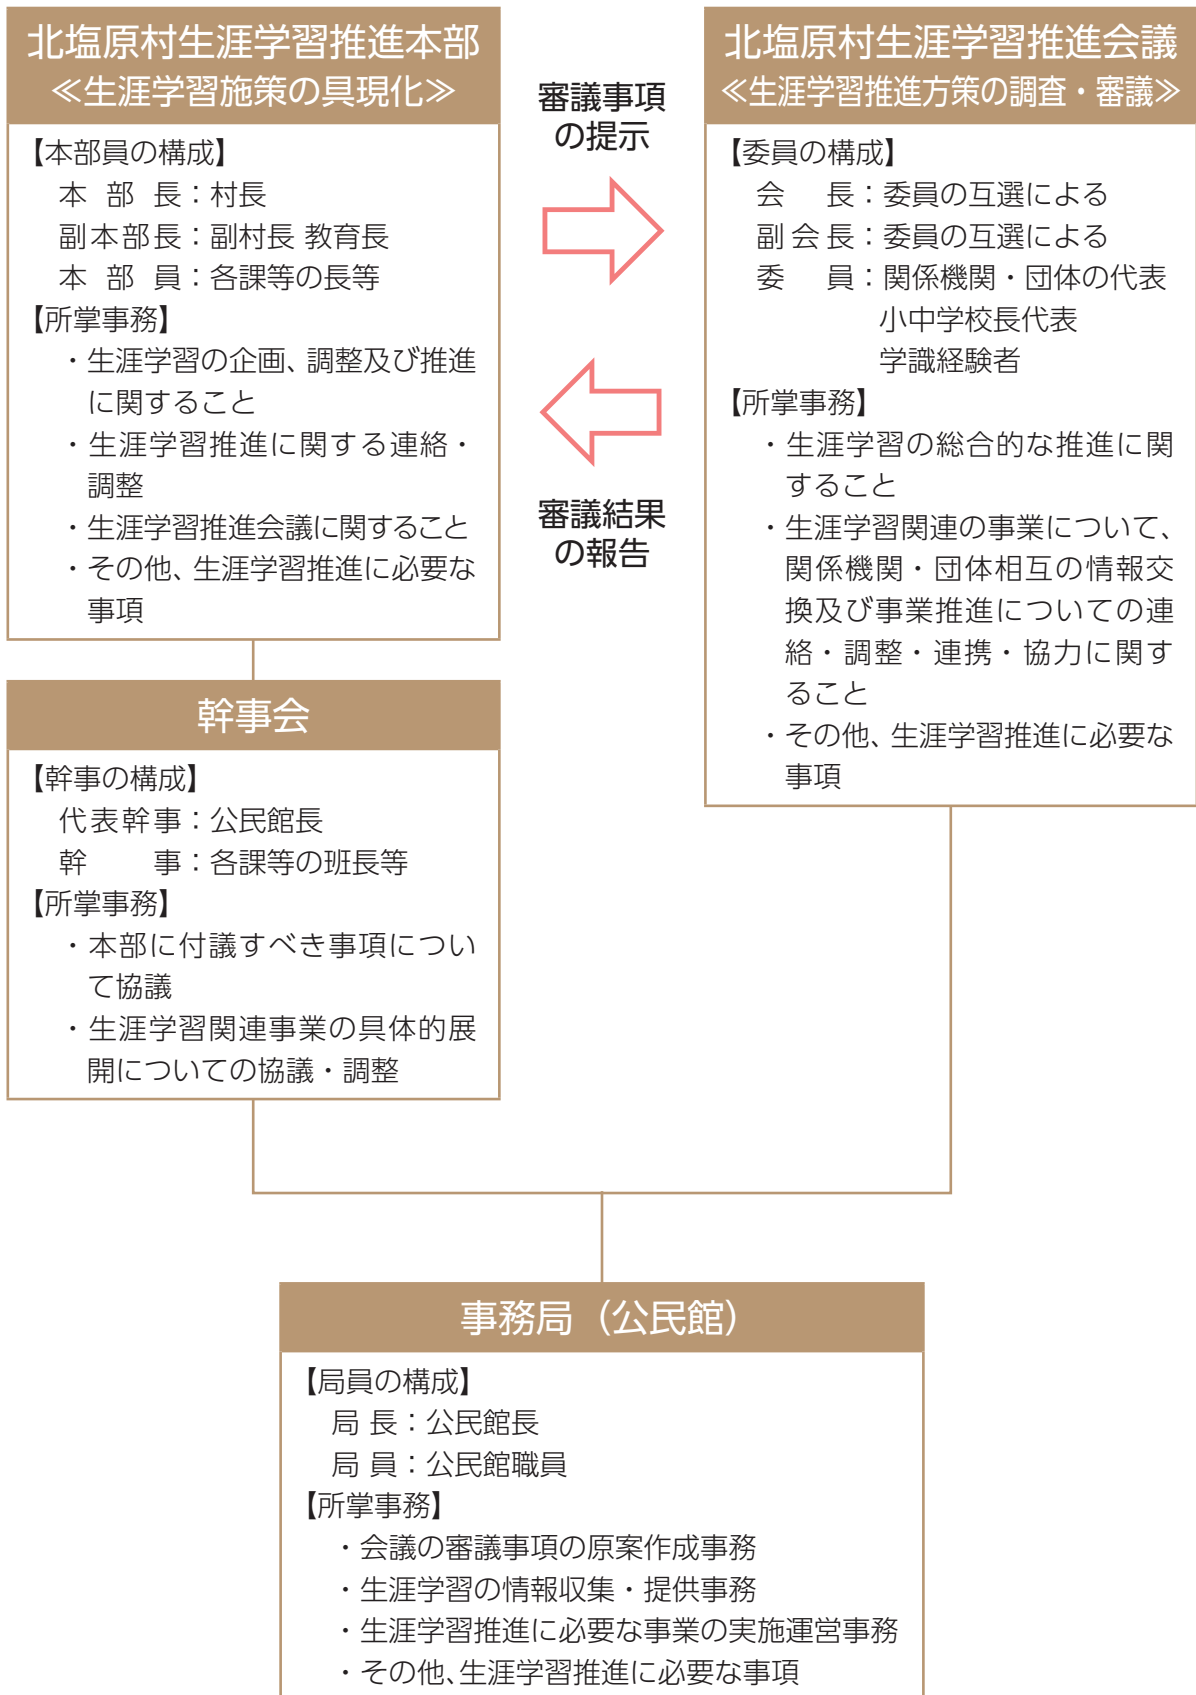 北塩原村生涯学習推進本部
≪生涯学習施策の具現化≫
【本部員の構成】
本部長：村長
副本部長：副村長 教育長
本部員：各課等の長等
【所掌事務】
・生涯学習の企画、調整及び推進
に関すること
・生涯学習推進に関する連絡・
調整
・生涯学習推進会議に関すること
・その他、生涯学習推進に必要な
事項
審議事項
の提示
審議結果
の報告
北塩原村生涯学習推進会議
≪生涯学習推進方策の調査・審議≫
【委員の構成】
会長：委員の互選による
副会長：委員の互選による
委員：関係機関・団体の代表
小中学校長代表
学識経験者
【所掌事務】
・生涯学習の総合的な推進に関
すること
・生涯学習関連の事業について、
関係機関・団体相互の情報交
換及び事業推進についての連
絡・調整・連携・協力に関す
ること
・その他、生涯学習推進に必要な
事項
幹事会
【幹事の構成】
代表幹事：公民館長
幹事：各課等の班長等
【所掌事務】
・本部に付議すべき事項につい
て協議
・生涯学習関連事業の具体的展
開についての協議・調整
事務局（公民館）
【局員の構成】
局長：公民館長
局員：公民館職員
【所掌事務】
・会議の審議事項の原案作成事務
・生涯学習の情報収集・提供事務
・生涯学習推進に必要な事業の実施運営事務
・その他、生涯学習推進に必要な事項